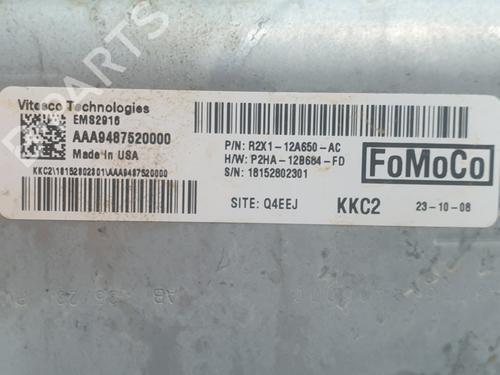 Vitesco Technologies
EMS2916
AAA9487520000
Made In USA
KKC2\18152802301\AAA9487520000
P/N: R2X1-12A650-AC
H/W: P2HA-12B684-FD
S/N: 18152802301
FoMoCo
SITE: Q4EEJ
KKC2
23-10-08
PARTS